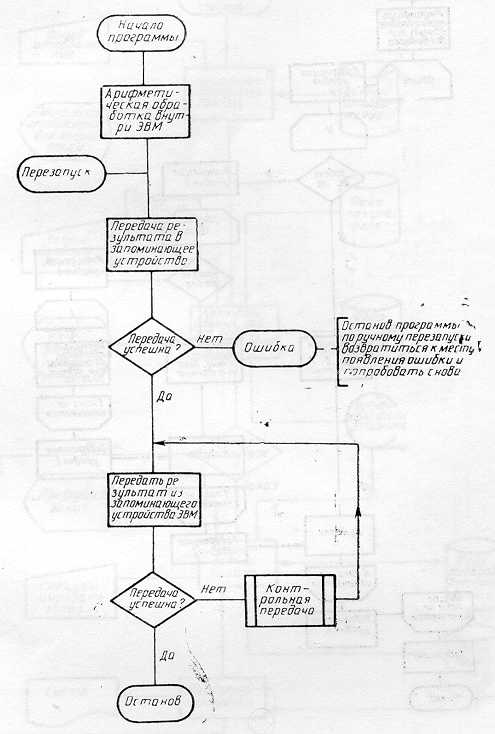 Начало
программы
Арифмети-
ческая обра-
ботка внут-
ри ЭВМ
Перезапуск
Передача ре-
зультата в
запоминающее
устройство
Передача
успешна?
Нет
Ошибка
Останов программы
по ручному перезапуску
возвратиться к месту
появления ошибки и
попробовать снова
Да
Передать ре
зультат из
запоминающего
устройства ЭВМ
Передача
успешна?
Нет
Конт-
рольная
передача
Да
Останов